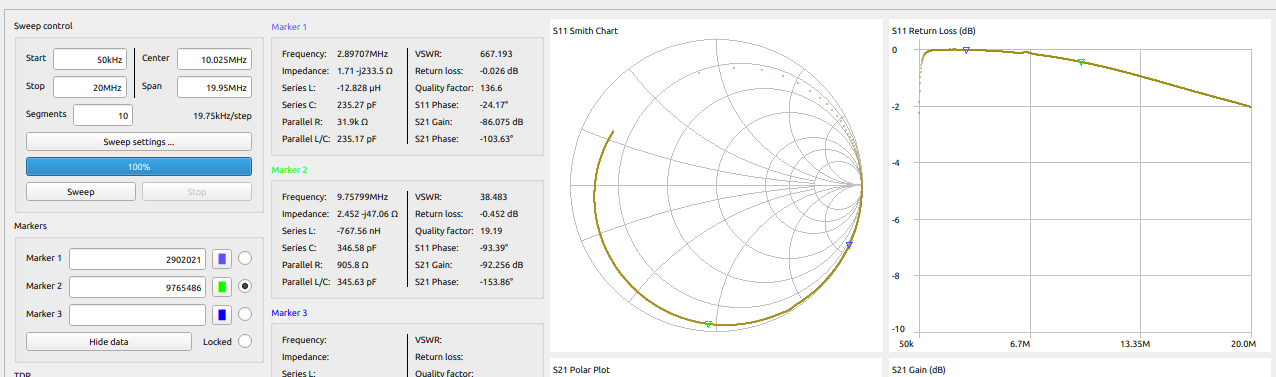 Sweep control
Start 50kHz Center 10.025MHz
Stop 20MHz Span 19.95MHz
Segments 10 19.75kHz/step
Sweep settings ...
100%
Sweep Stop
Markers
Marker 1 2902021
Marker 2 9765486
Marker 3
Hide data Locked
TDR
Marker 1
Frequency: 2.89707MHz VSWR: 667.193
Impedance: 1.71 -j233.5 Ω Return loss: -0.026 dB
Series L: -12.828 μH Quality factor: 136.6
Series C: 235.27 pF S11 Phase: -24.17°
Parallel R: 31.9k Ω S21 Gain: -86.075 dB
Parallel L/C: 235.17 pF S21 Phase: -103.63°
Marker 2
Frequency: 9.75799MHz VSWR: 38.483
Impedance: 2.452 -j47.06 Ω Return loss: -0.452 dB
Series L: -767.56 nH Quality factor: 19.19
Series C: 346.58 pF S11 Phase: -93.39°
Parallel R: 905.8 Ω S21 Gain: -92.256 dB
Parallel L/C: 345.63 pF S21 Phase: -153.86°
Marker 3
Frequency: VSWR:
Impedance: Return loss:
Series L: Quality factor:
S11 Smith Chart
S21 Polar Plot
S11 Return Loss (dB)
0
-2
-4
-6
-8
-10
50k 6.7M 13.35M 20.0M
S21 Gain (dB)